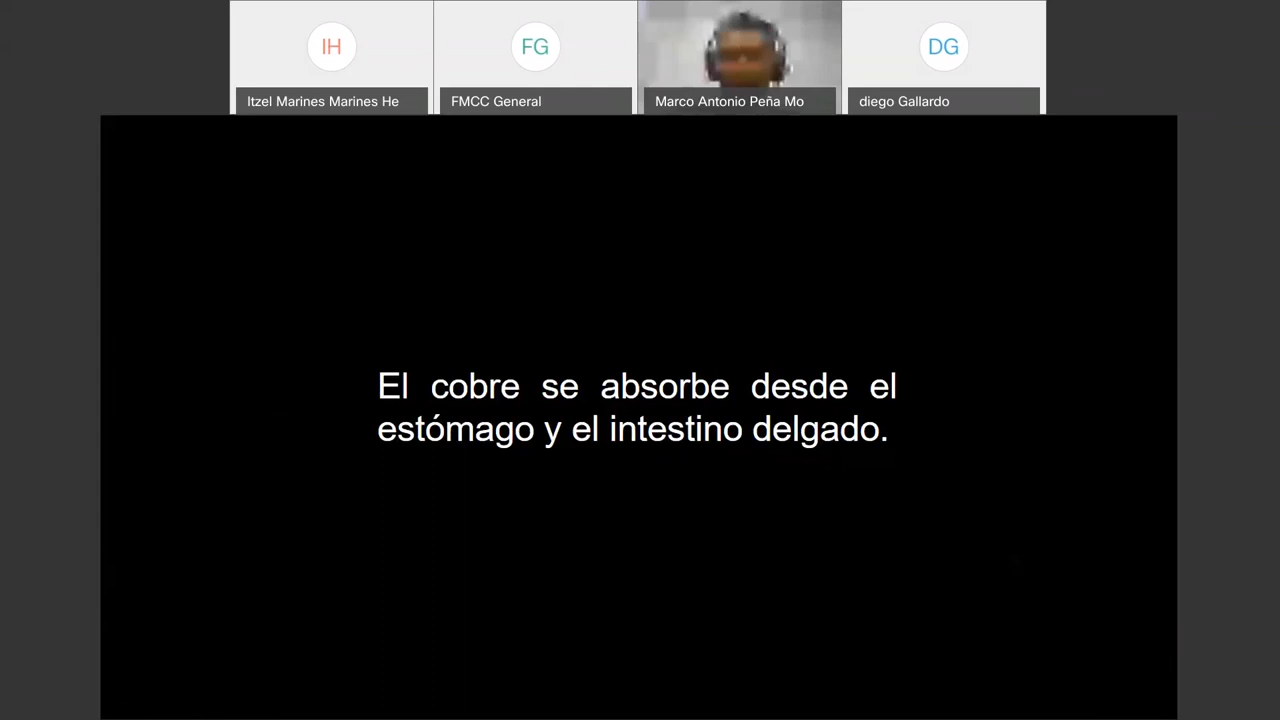 IH
FG
DG
Itzel Marines Marines He
FMCC General
Marco Antonio Peña Mo
diego Gallardo
El cobre se absorbe desde el
estómago y el intestino delgado.